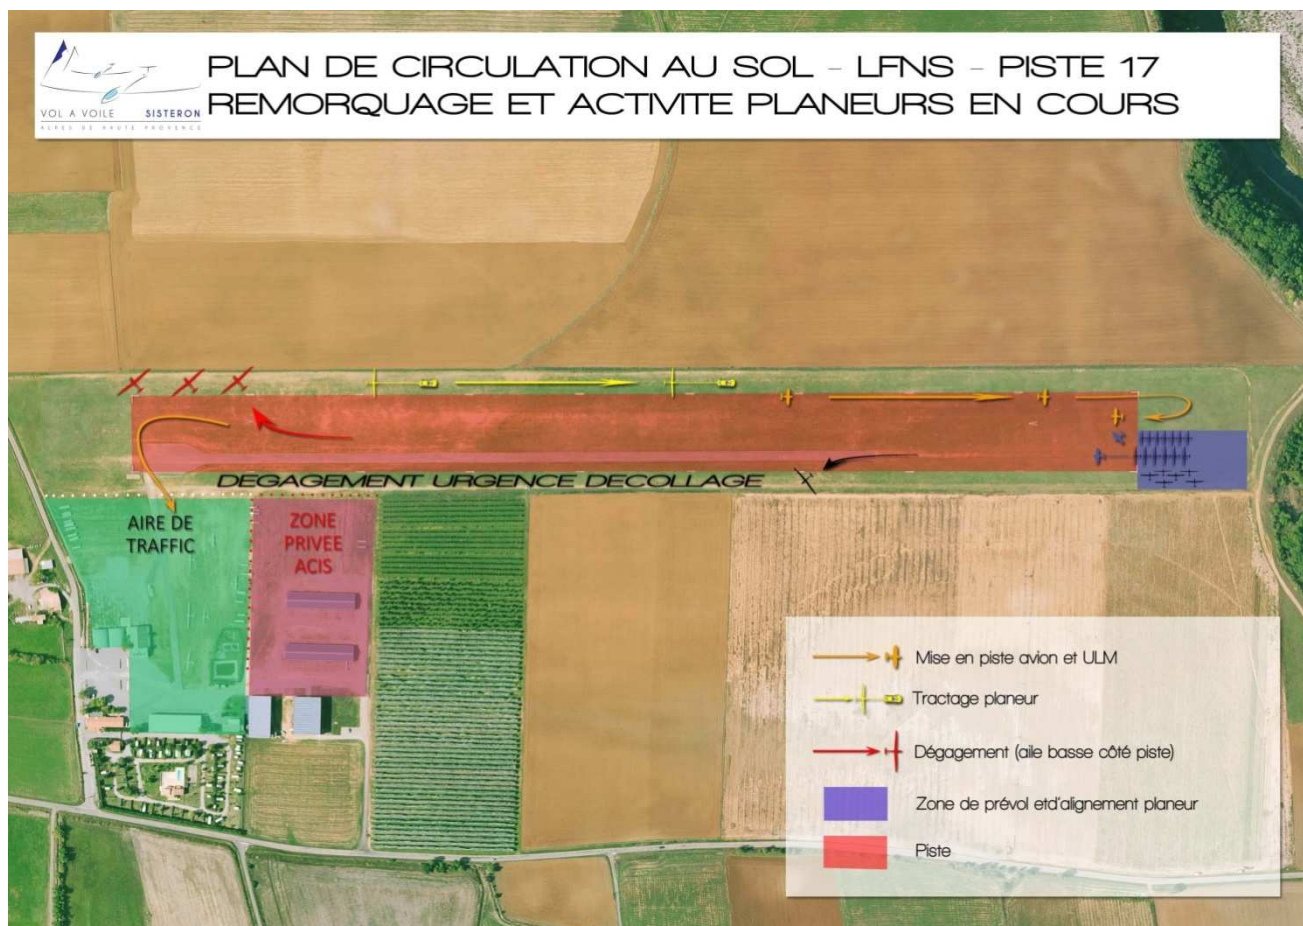 PLAN DE CIRCULATION AU SOL - LFNS - PISTE 17
REMORQUAGE ET ACTIVITE PLANEURS EN COURS
VOL A VOILE SISTERON
ALPES DE HAUTE PROVENCE
DEGAGEMENT URGENCE DECOLLAGE
AIRE DE
TRAFFIC
ZONE
PRIVEE
ACIS
Mise en piste avion et ULM
Tractage planeur
Dégagement (aile basse côté piste)
Zone de prévol etd'alignement planeur
Piste